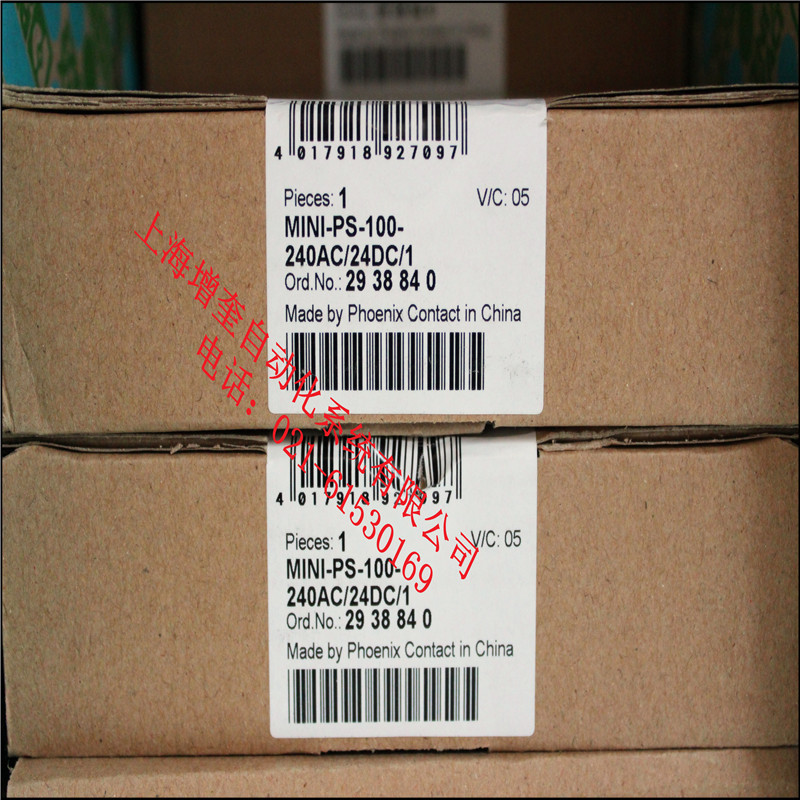 4 017918 927097
Pieces: 1 V/C: 05
MINI-PS-100-
240AC/24DC/1
Ord.No.: 29 38 84 0
Made by Phoenix Contact in China
上海增奎自动化系统有限公司
电话：021-61530169
4 017918 927097
Pieces: 1 V/C: 05
MINI-PS-100-
240AC/24DC/1
Ord.No.: 29 38 84 0
Made by Phoenix Contact in China